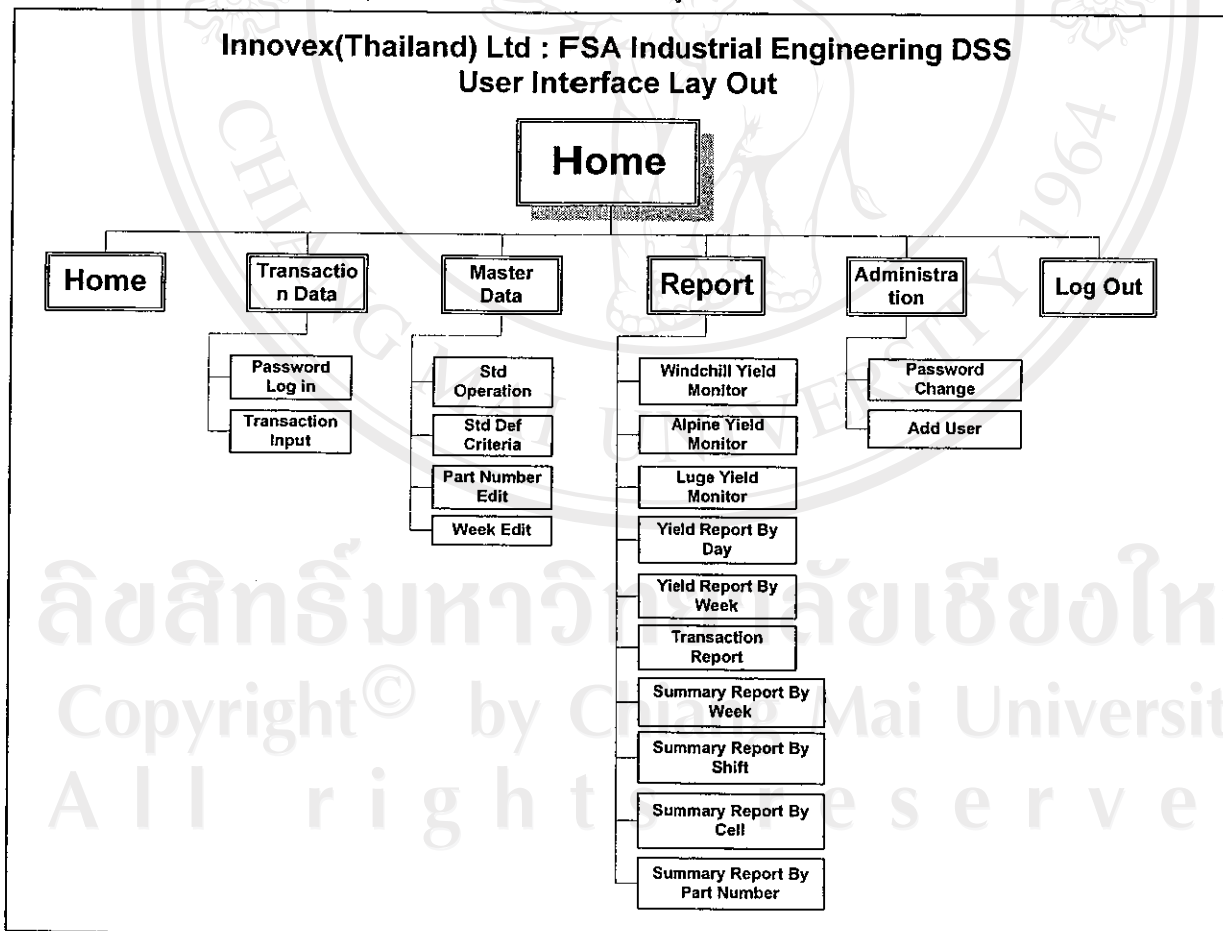 Innovex(Thailand) Ltd : FSA Industrial Engineering DSS
User Interface Lay Out
Home
Home
Transactio
n Data
Master
Data
Report
Administra
tion
Log Out
Password
Log in
Transaction
Input
Std
Operation
Std Def
Criteria
Part Number
Edit
Week Edit
Windchill Yield
Monitor
Alpine Yield
Monitor
Luge Yield
Monitor
Yield Report By
Day
Yield Report By
Week
Transaction
Report
Summary Report By
Week
Summary Report By
Shift
Summary Report By
Cell
Summary Report By
Part Number
Password
Change
Add User
CHIANG MAI UNIVERSITY 1964
ลิขสิทธิ์มหาวิทยาลัยเชียงให
Copyright© by Chiang Mai Universit
All rights reserve